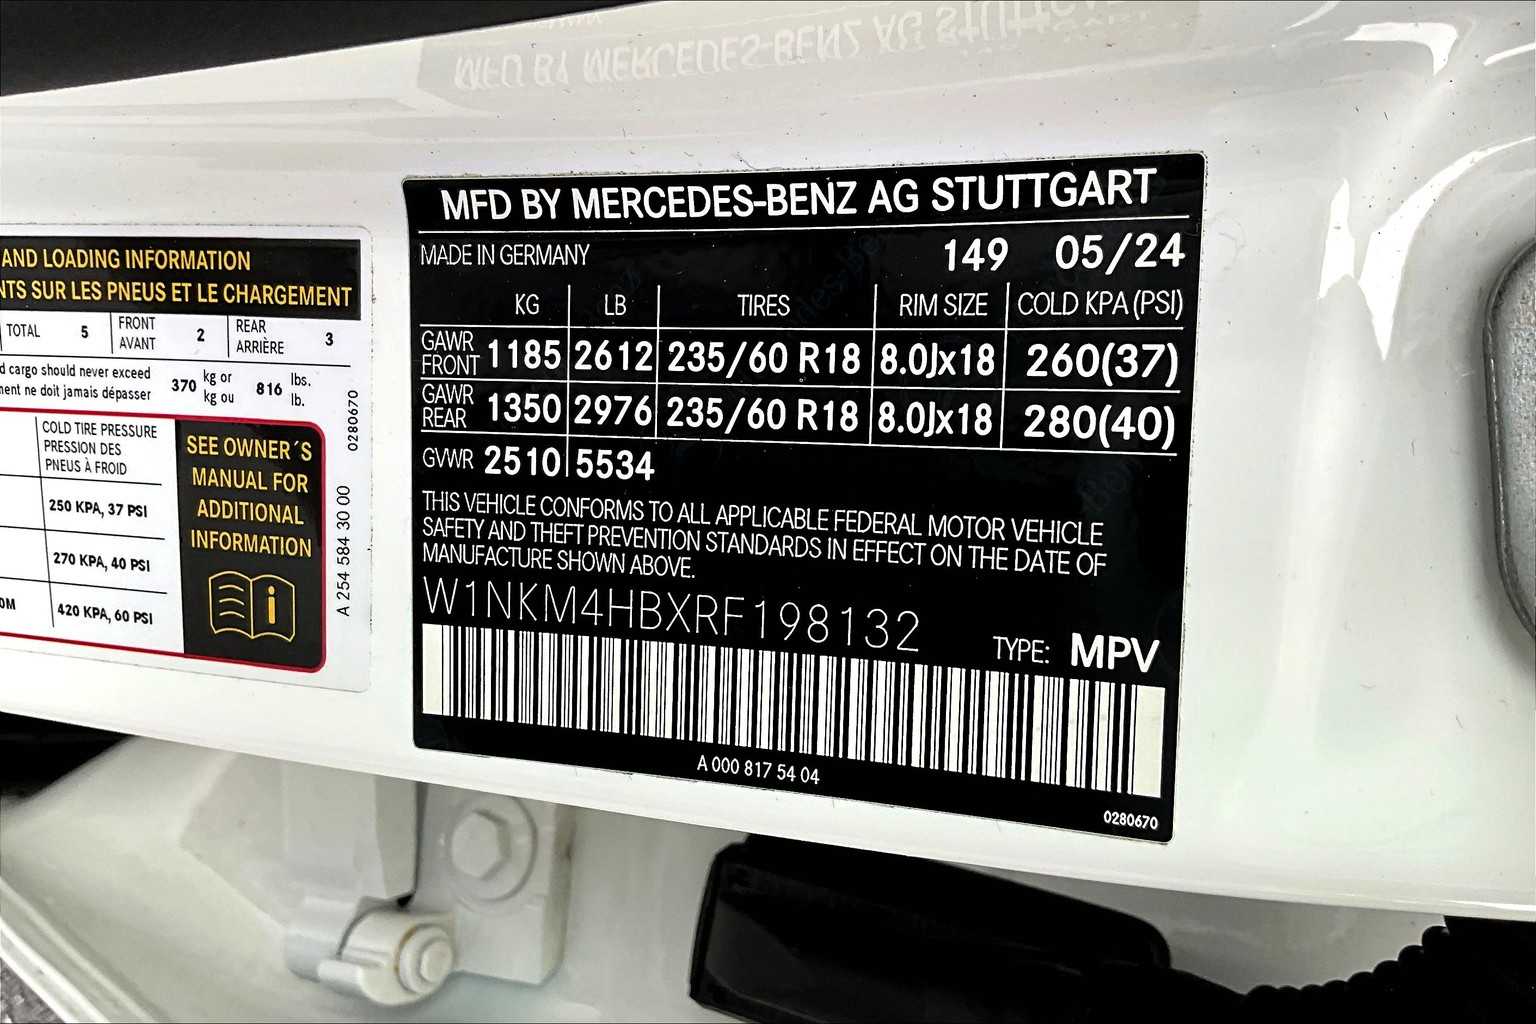 AND LOADING INFORMATION
NTS SUR LES PNEUS ET LE CHARGEMENT
TOTAL 5 FRONT AVANT 2 REAR ARRIÈRE 3
d cargo should never exceed
ment ne doit jamais dépasser
370 kg or kg ou 816 lbs. lb.
COLD TIRE PRESSURE
PRESSION DES
PNEUS À FROID
250 KPA, 37 PSI
270 KPA, 40 PSI
420 KPA, 60 PSI
SEE OWNER´S
MANUAL FOR
ADDITIONAL
INFORMATION
0280670
A 254 584 30 00
MFD BY MERCEDES-BENZ AG STUTTGART
MADE IN GERMANY 149 05/24
KG LB TIRES RIM SIZE COLD KPA (PSI)
GAWR FRONT 1185 2612 235/60 R18 8.0Jx18 260(37)
GAWR REAR 1350 2976 235/60 R18 8.0Jx18 280(40)
GVWR 2510 5534
THIS VEHICLE CONFORMS TO ALL APPLICABLE FEDERAL MOTOR VEHICLE
SAFETY AND THEFT PREVENTION STANDARDS IN EFFECT ON THE DATE OF
MANUFACTURE SHOWN ABOVE.
W1NKM4HBXRF198132
TYPE: MPV
A 000 817 54 04
0280670